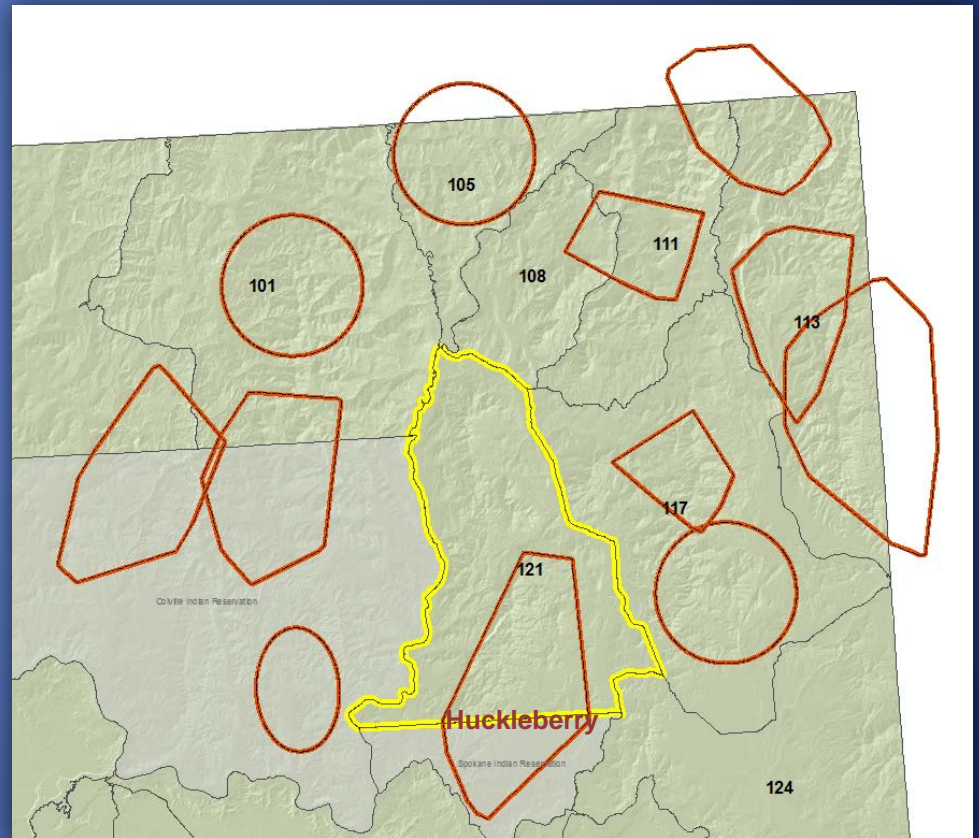 105
111
108
101
113
117
121
Colville Indian Reservation
Huckleberry
Spokane Indian Reservation
124